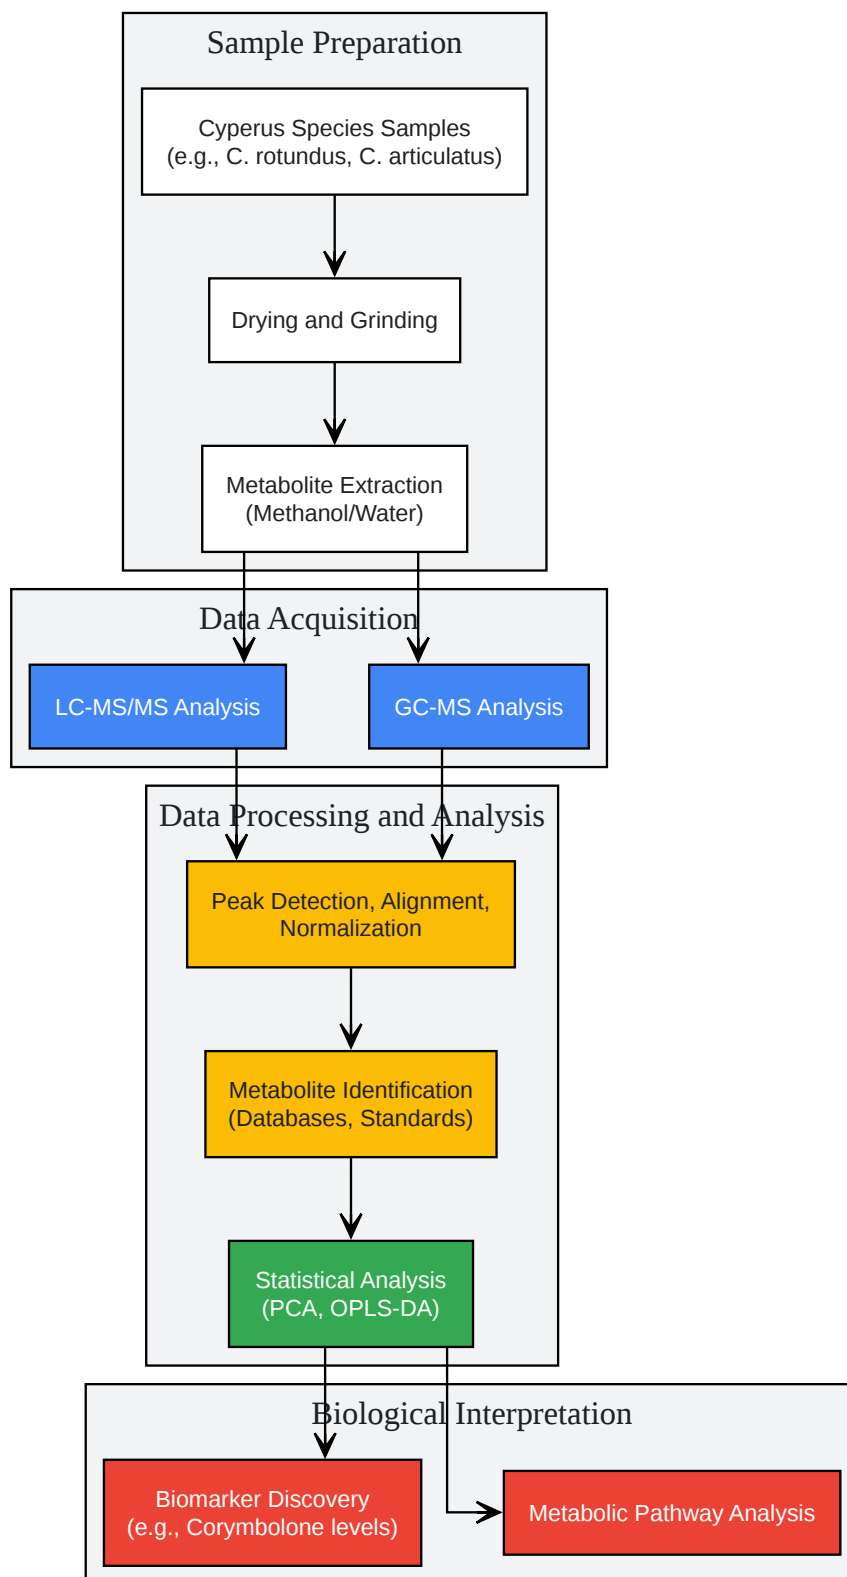 Sample Preparation
Cyperus Species Samples
(e.g., C. rotundus, C. articulatus)
Drying and Grinding
Metabolite Extraction
(Methanol/Water)
Data Acquisition
LC-MS/MS Analysis
GC-MS Analysis
Data Processing and Analysis
Peak Detection, Alignment,
Normalization
Metabolite Identification
(Databases, Standards)
Statistical Analysis
(PCA, OPLS-DA)
Biological Interpretation
Biomarker Discovery
(e.g., Corymbolone levels)
Metabolic Pathway Analysis